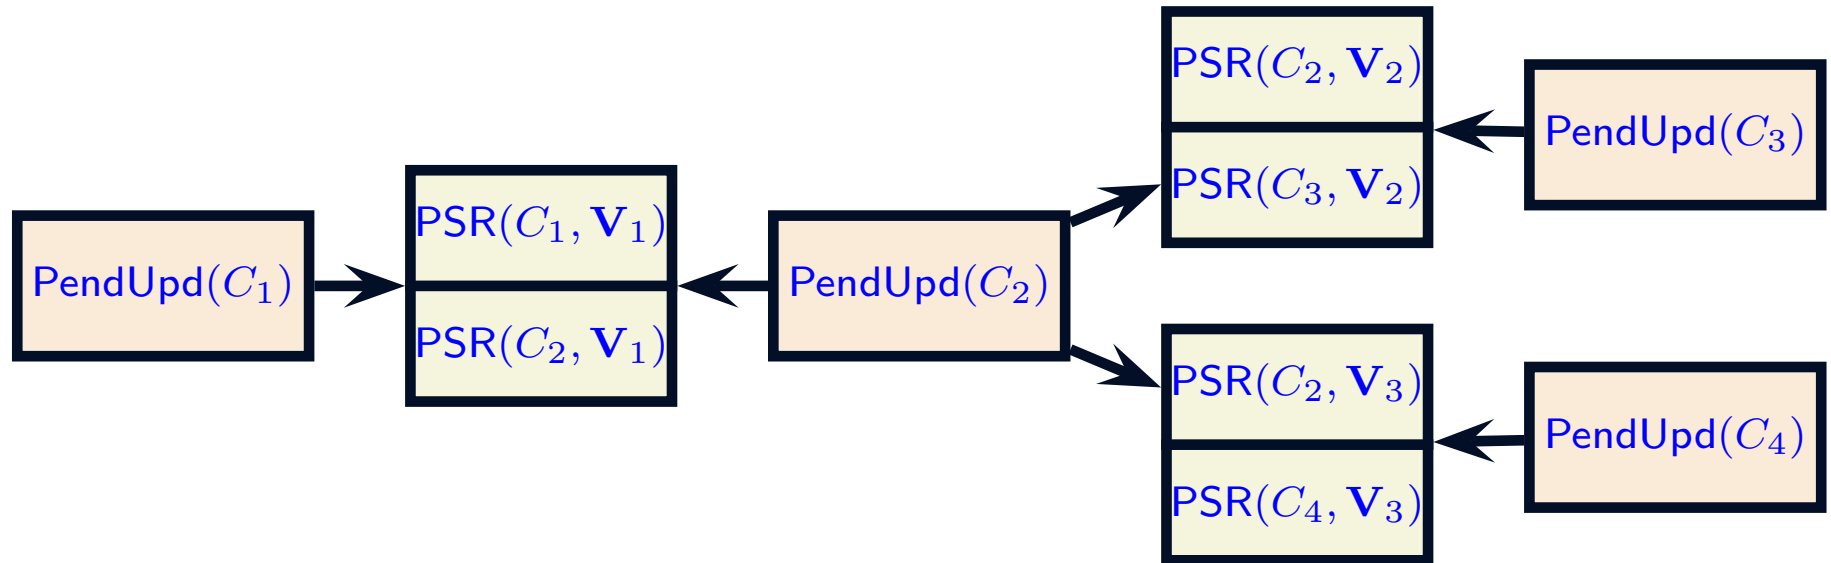 PendUpd(C₁)
PSR(C₁, V₁)
PSR(C₂, V₁)
PendUpd(C₂)
PSR(C₂, V₂)
PSR(C₃, V₂)
PendUpd(C₃)
PSR(C₂, V₃)
PSR(C₄, V₃)
PendUpd(C₄)